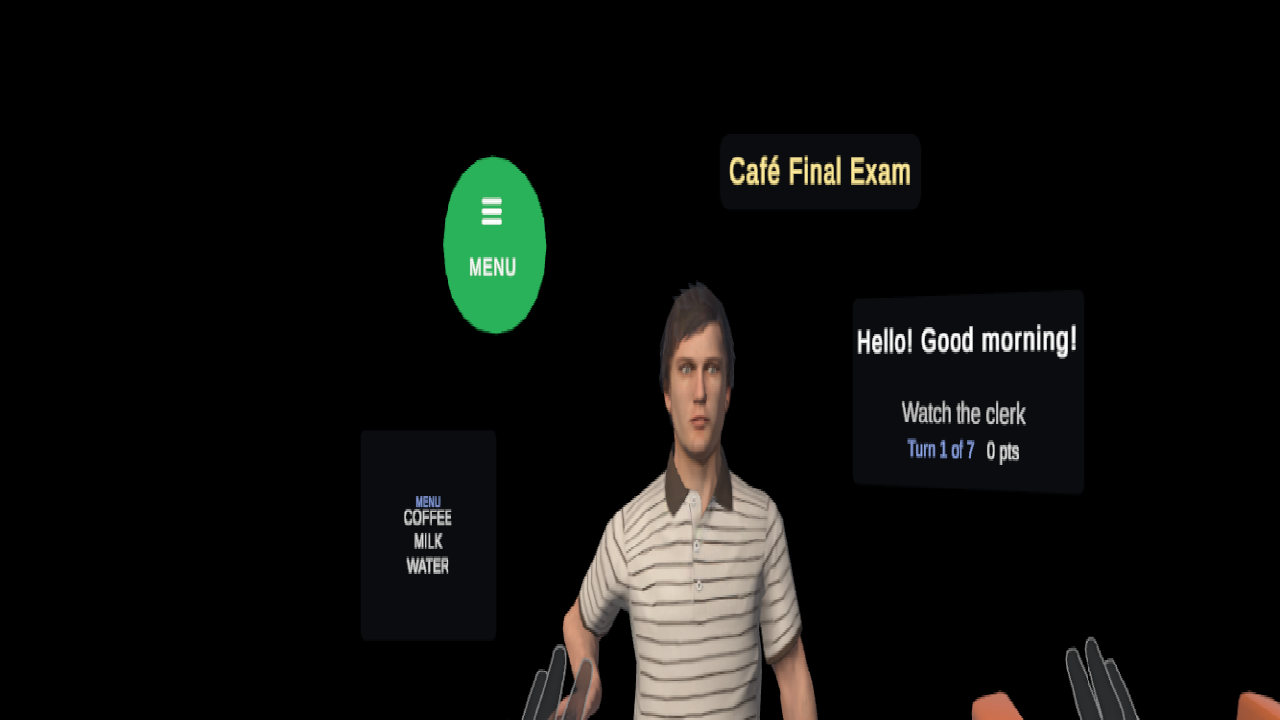 Café Final Exam
MENU
Hello! Good morning!
Watch the clerk
Turn 1 of 7 0 pts
MENU
COFFEE
MILK
WATER